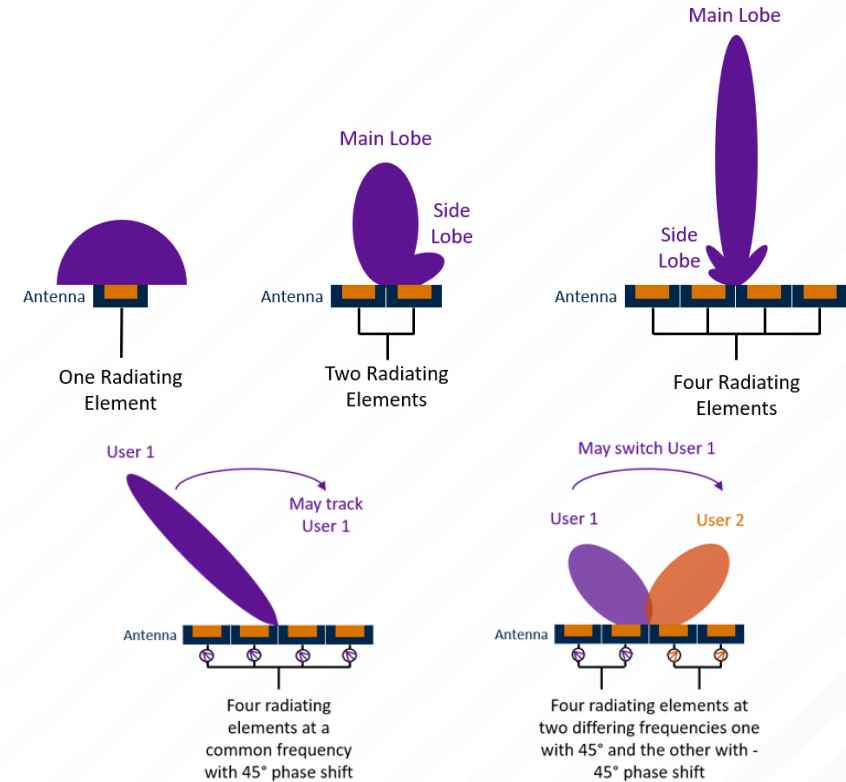 Main Lobe
Main Lobe
Side
Lobe
Side
Lobe
Antenna
Antenna
Antenna
One Radiating
Element
Two Radiating
Elements
Four Radiating
Elements
User 1
May track
User 1
Antenna
Four radiating
elements at a
common frequency
with 45° phase shift
May switch User 1
User 1
User 2
Antenna
Four radiating elements at
two differing frequencies one
with 45° and the other with -
45° phase shift